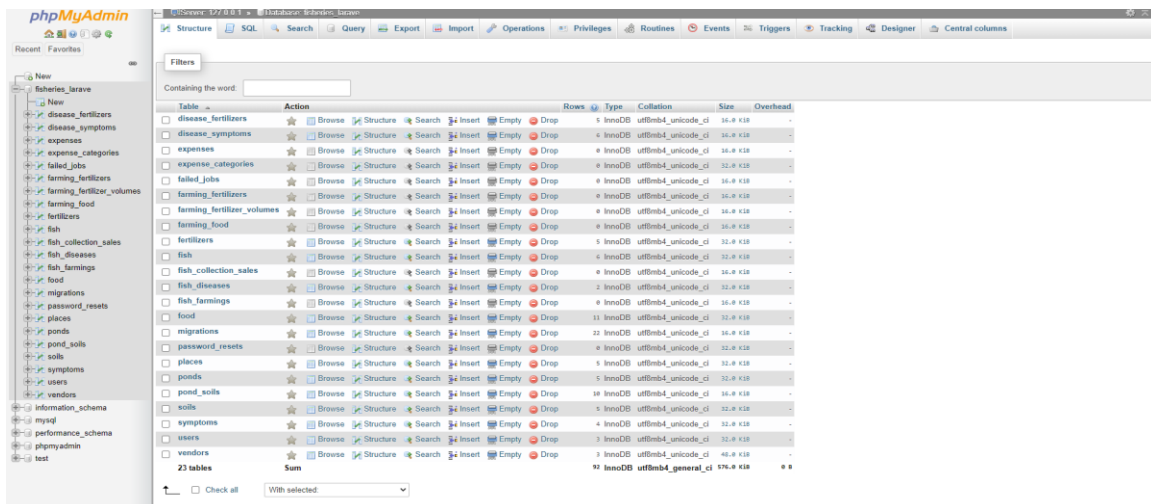 phpMyAdmin
Recent Favorites
New
fisheries_larave
New
disease_fertilizers
disease_symptoms
expenses
expense_categories
failed_jobs
farming_fertilizers
farming_fertilizer_volumes
farming_food
fertilizers
fish
fish_collection_sales
fish_diseases
fish_farmings
food
migrations
password_resets
places
ponds
pond_soils
soils
symptoms
users
vendors
information_schema
mysql
performance_schema
phpmyadmin
test
Server: 127.0.0.1 » Database: fisheries_larave
Structure SQL Search Query Export Import Operations Privileges Routines Events Triggers Tracking Designer Central columns
Filters
Containing the word:
Table Action Rows Type Collation Size Overhead
disease_fertilizers Browse Structure Search Insert Empty Drop 5 InnoDB utf8mb4_unicode_ci 16.0 KiB -
disease_symptoms Browse Structure Search Insert Empty Drop 6 InnoDB utf8mb4_unicode_ci 16.0 KiB -
expenses Browse Structure Search Insert Empty Drop 0 InnoDB utf8mb4_unicode_ci 16.0 KiB -
expense_categories Browse Structure Search Insert Empty Drop 0 InnoDB utf8mb4_unicode_ci 32.0 KiB -
failed_jobs Browse Structure Search Insert Empty Drop 0 InnoDB utf8mb4_unicode_ci 16.0 KiB -
farming_fertilizers Browse Structure Search Insert Empty Drop 0 InnoDB utf8mb4_unicode_ci 16.0 KiB -
farming_fertilizer_volumes Browse Structure Search Insert Empty Drop 0 InnoDB utf8mb4_unicode_ci 16.0 KiB -
farming_food Browse Structure Search Insert Empty Drop 0 InnoDB utf8mb4_unicode_ci 16.0 KiB -
fertilizers Browse Structure Search Insert Empty Drop 5 InnoDB utf8mb4_unicode_ci 32.0 KiB -
fish Browse Structure Search Insert Empty Drop 6 InnoDB utf8mb4_unicode_ci 32.0 KiB -
fish_collection_sales Browse Structure Search Insert Empty Drop 0 InnoDB utf8mb4_unicode_ci 16.0 KiB -
fish_diseases Browse Structure Search Insert Empty Drop 2 InnoDB utf8mb4_unicode_ci 32.0 KiB -
fish_farmings Browse Structure Search Insert Empty Drop 0 InnoDB utf8mb4_unicode_ci 16.0 KiB -
food Browse Structure Search Insert Empty Drop 11 InnoDB utf8mb4_unicode_ci 32.0 KiB -
migrations Browse Structure Search Insert Empty Drop 22 InnoDB utf8mb4_unicode_ci 16.0 KiB -
password_resets Browse Structure Search Insert Empty Drop 0 InnoDB utf8mb4_unicode_ci 32.0 KiB -
places Browse Structure Search Insert Empty Drop 5 InnoDB utf8mb4_unicode_ci 32.0 KiB -
ponds Browse Structure Search Insert Empty Drop 5 InnoDB utf8mb4_unicode_ci 32.0 KiB -
pond_soils Browse Structure Search Insert Empty Drop 10 InnoDB utf8mb4_unicode_ci 16.0 KiB -
soils Browse Structure Search Insert Empty Drop 5 InnoDB utf8mb4_unicode_ci 32.0 KiB -
symptoms Browse Structure Search Insert Empty Drop 4 InnoDB utf8mb4_unicode_ci 32.0 KiB -
users Browse Structure Search Insert Empty Drop 3 InnoDB utf8mb4_unicode_ci 32.0 KiB -
vendors Browse Structure Search Insert Empty Drop 3 InnoDB utf8mb4_unicode_ci 48.0 KiB -
23 tables Sum 92 InnoDB utf8mb4_general_ci 576.0 KiB 0 B
Check all With selected: